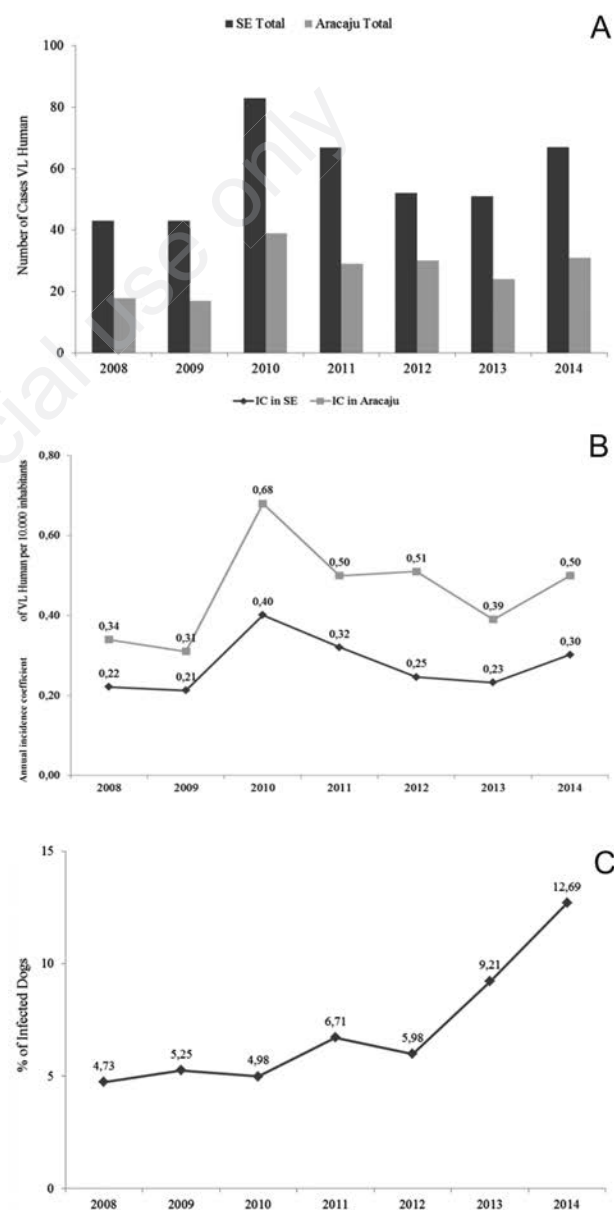 SE Total Aracaju Total
A
Number of Cases VL Human
100
80
60
40
20
0
2008 2009 2010 2011 2012 2013 2014
IC in SE IC in Aracaju
B
Annual incidence coefficient
of VL Human per 10.000 inhabitants
0,80
0,60
0,40
0,20
0,00
0,34 0,31 0,68 0,50 0,51 0,39 0,50
0,22 0,21 0,40 0,32 0,25 0,23 0,30
2008 2009 2010 2011 2012 2013 2014
C
% of Infected Dogs
15
10
5
0
4,73 5,25 4,98 6,71 5,98 9,21 12,69
2008 2009 2010 2011 2012 2013 2014
cial use only